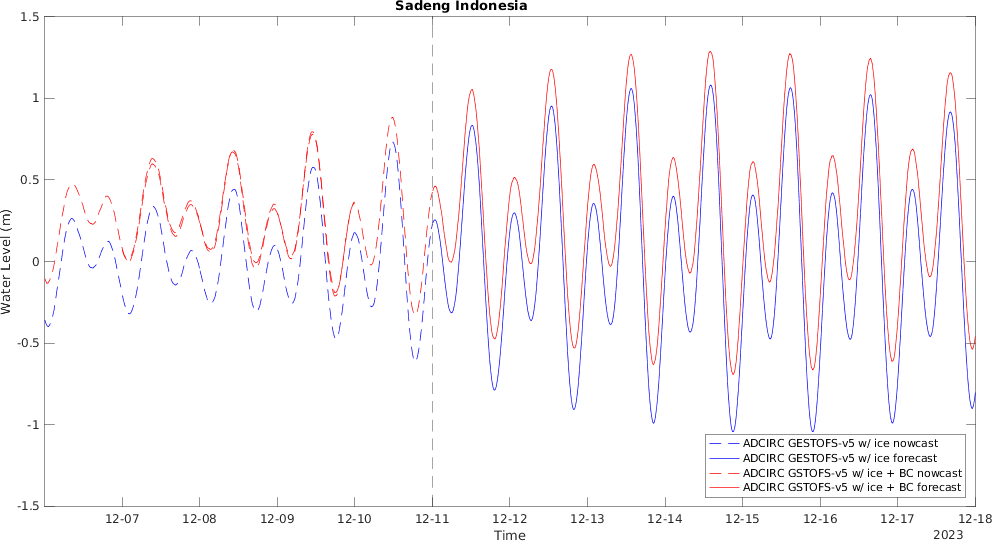 Sadeng Indonesia
1.5
1
0.5
0
-0.5
-1
-1.5
Water Level (m)
12-07 12-08 12-09 12-10 12-11 12-12 12-13 12-14 12-15 12-16 12-17 12-18
Time
2023
ADCIRC GESTOFS-v5 w/ ice nowcast
ADCIRC GESTOFS-v5 w/ ice forecast
ADCIRC GSTOFS-v5 w/ ice + BC nowcast
ADCIRC GSTOFS-v5 w/ ice + BC forecast